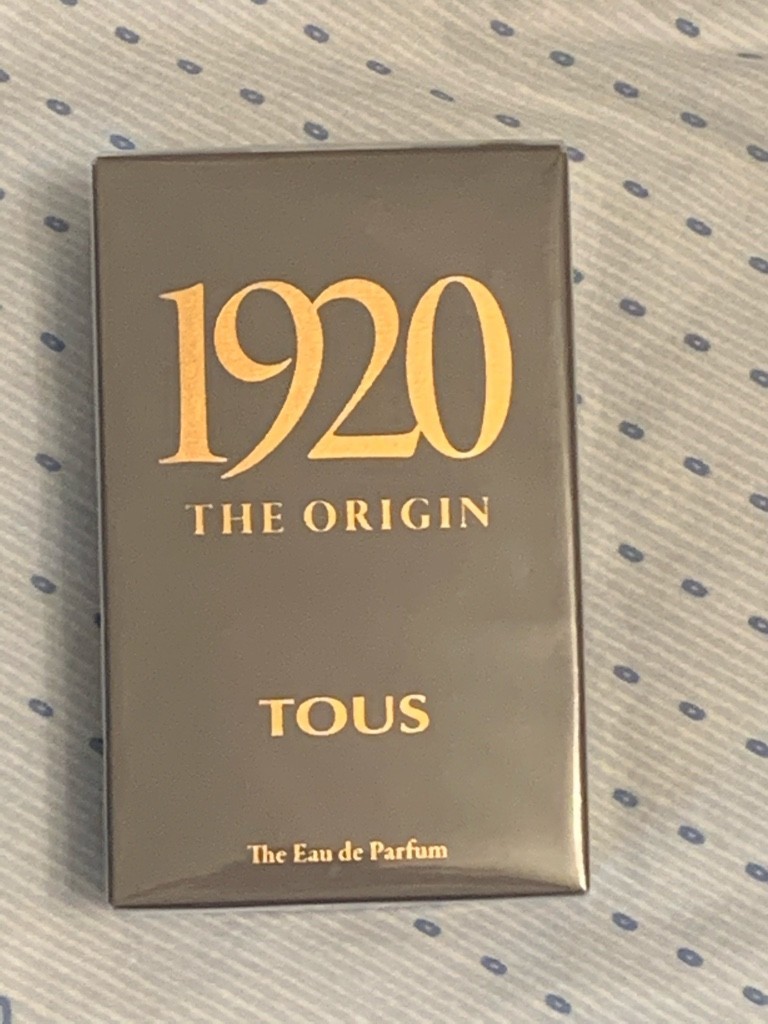 1920
THE ORIGIN
TOUS
The Eau de Parfum